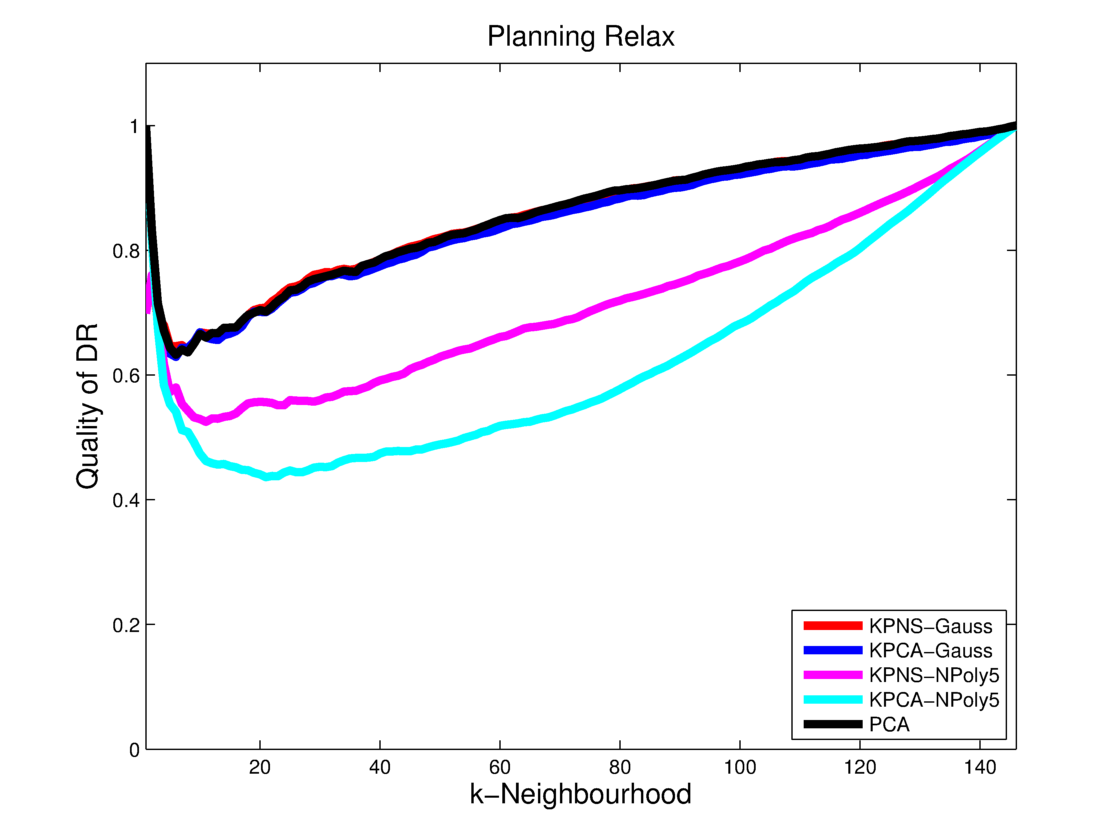 Planning Relax
1
0.8
0.6
0.4
0.2
0
Quality of DR
20 40 60 80 100 120 140
k−Neighbourhood
KPNS−Gauss
KPCA−Gauss
KPNS−NPoly5
KPCA−NPoly5
PCA